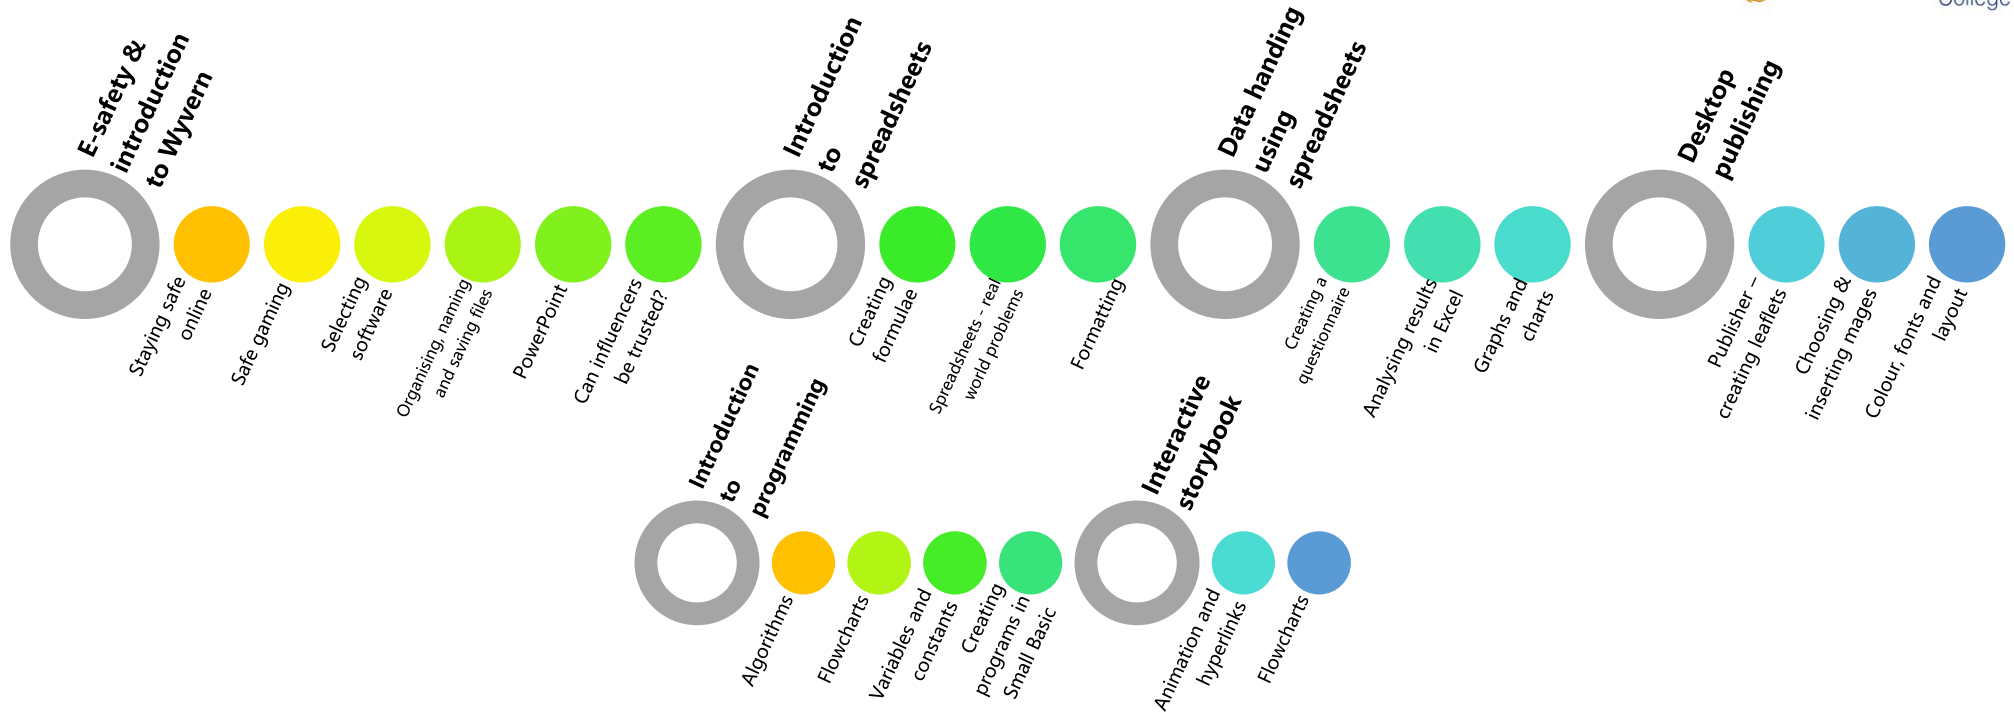 College
E-safety &
introduction
to Wyvern
Staying safe
online
Safe gaming
Selecting
software
Organising, naming
and saving files
PowerPoint
Can influencers
be trusted?
Introduction
to
spreadsheets
Creating
formulae
Spreadsheets - real
world problems
Formatting
Data handing
using
spreadsheets
Creating a
questionnaire
Analysing results
in Excel
Graphs and
charts
Desktop
publishing
Publisher –
creating leaflets
Choosing &
inserting mages
Colour, fonts and
layout
Introduction
to
programming
Algorithms
Flowcharts
Variables and
constants
Creating
programs in
Small Basic
Interactive
storybook
Animation and
hyperlinks
Flowcharts